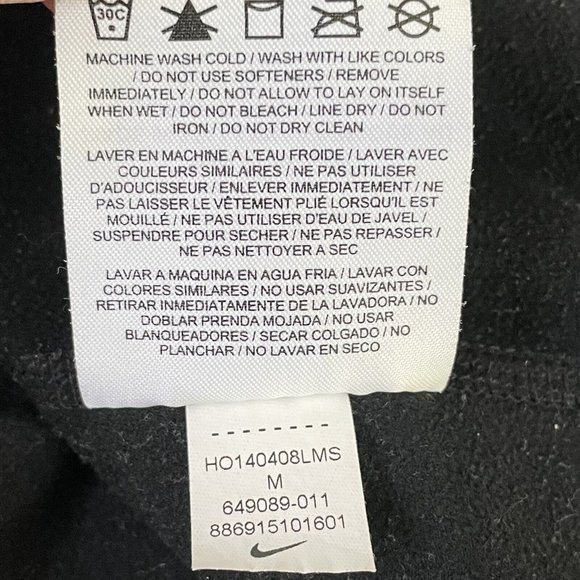 30C
MACHINE WASH COLD / WASH WITH LIKE COLORS
/ DO NOT USE SOFTENERS / REMOVE
IMMEDIATELY / DO NOT ALLOW TO LAY ON ITSELF
WHEN WET / DO NOT BLEACH / LINE DRY / DO NOT
IRON / DO NOT DRY CLEAN
LAVER EN MACHINE A L'EAU FROIDE / LAVER AVEC
COULEURS SIMILAIRES / NE PAS UTILISER
D'ADOUCISSEUR / ENLEVER IMMEDIATEMENT / NE
PAS LAISSER LE VÊTEMENT PLIÉ LORSQU'IL EST
MOUILLÉ / NE PAS UTILISER D'EAU DE JAVEL /
SUSPENDRE POUR SECHER / NE PAS REPASSER /
NE PAS NETTOYER A SEC
LAVAR A MAQUINA EN AGUA FRIA / LAVAR CON
COLORES SIMILARES / NO USAR SUAVIZANTES /
RETIRAR INMEDIATAMENTE DE LA LAVADORA / NO
DOBLAR PRENDA MOJADA / NO USAR
BLANQUEADORES / SECAR COLGADO / NO
PLANCHAR / NO LAVAR EN SECO
--------
HO140408LMS
M
649089-011
886915101601